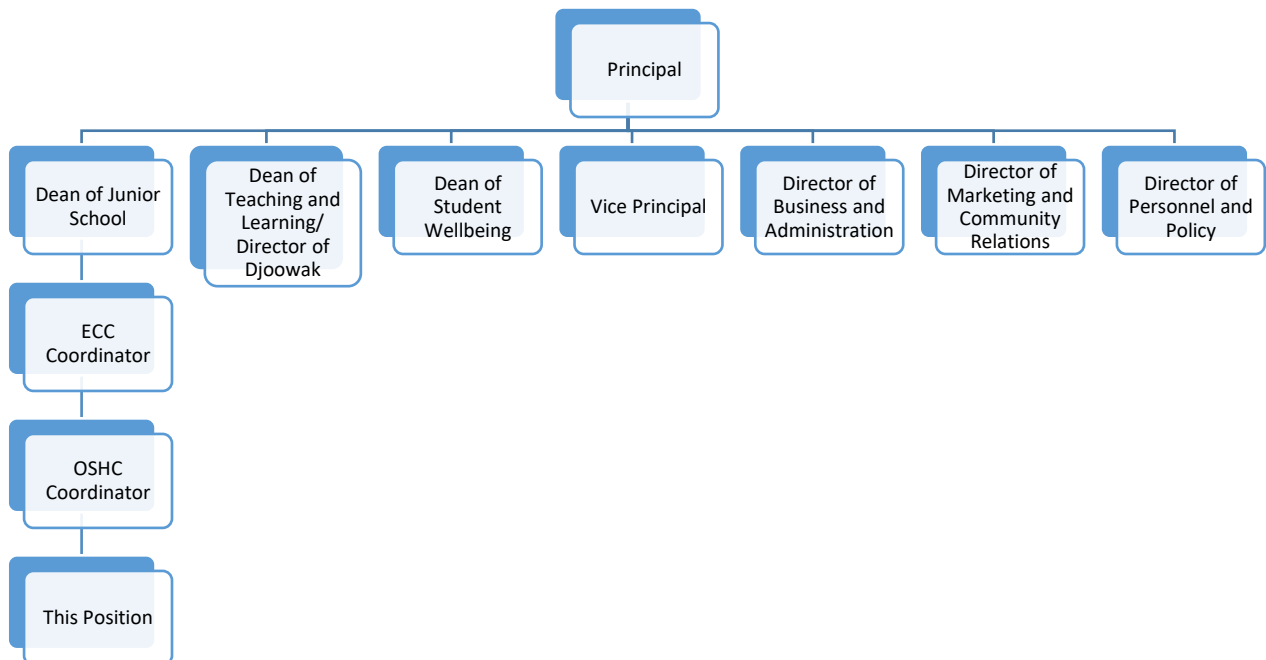 Principal
Dean of Junior
School
Dean of
Teaching and
Learning/
Director of
Djoowak
Dean of
Student
Wellbeing
Vice Principal
Director of
Business and
Administration
Director of
Marketing and
Community
Relations
Director of
Personnel and
Policy
ECC
Coordinator
OSHC
Coordinator
This Position